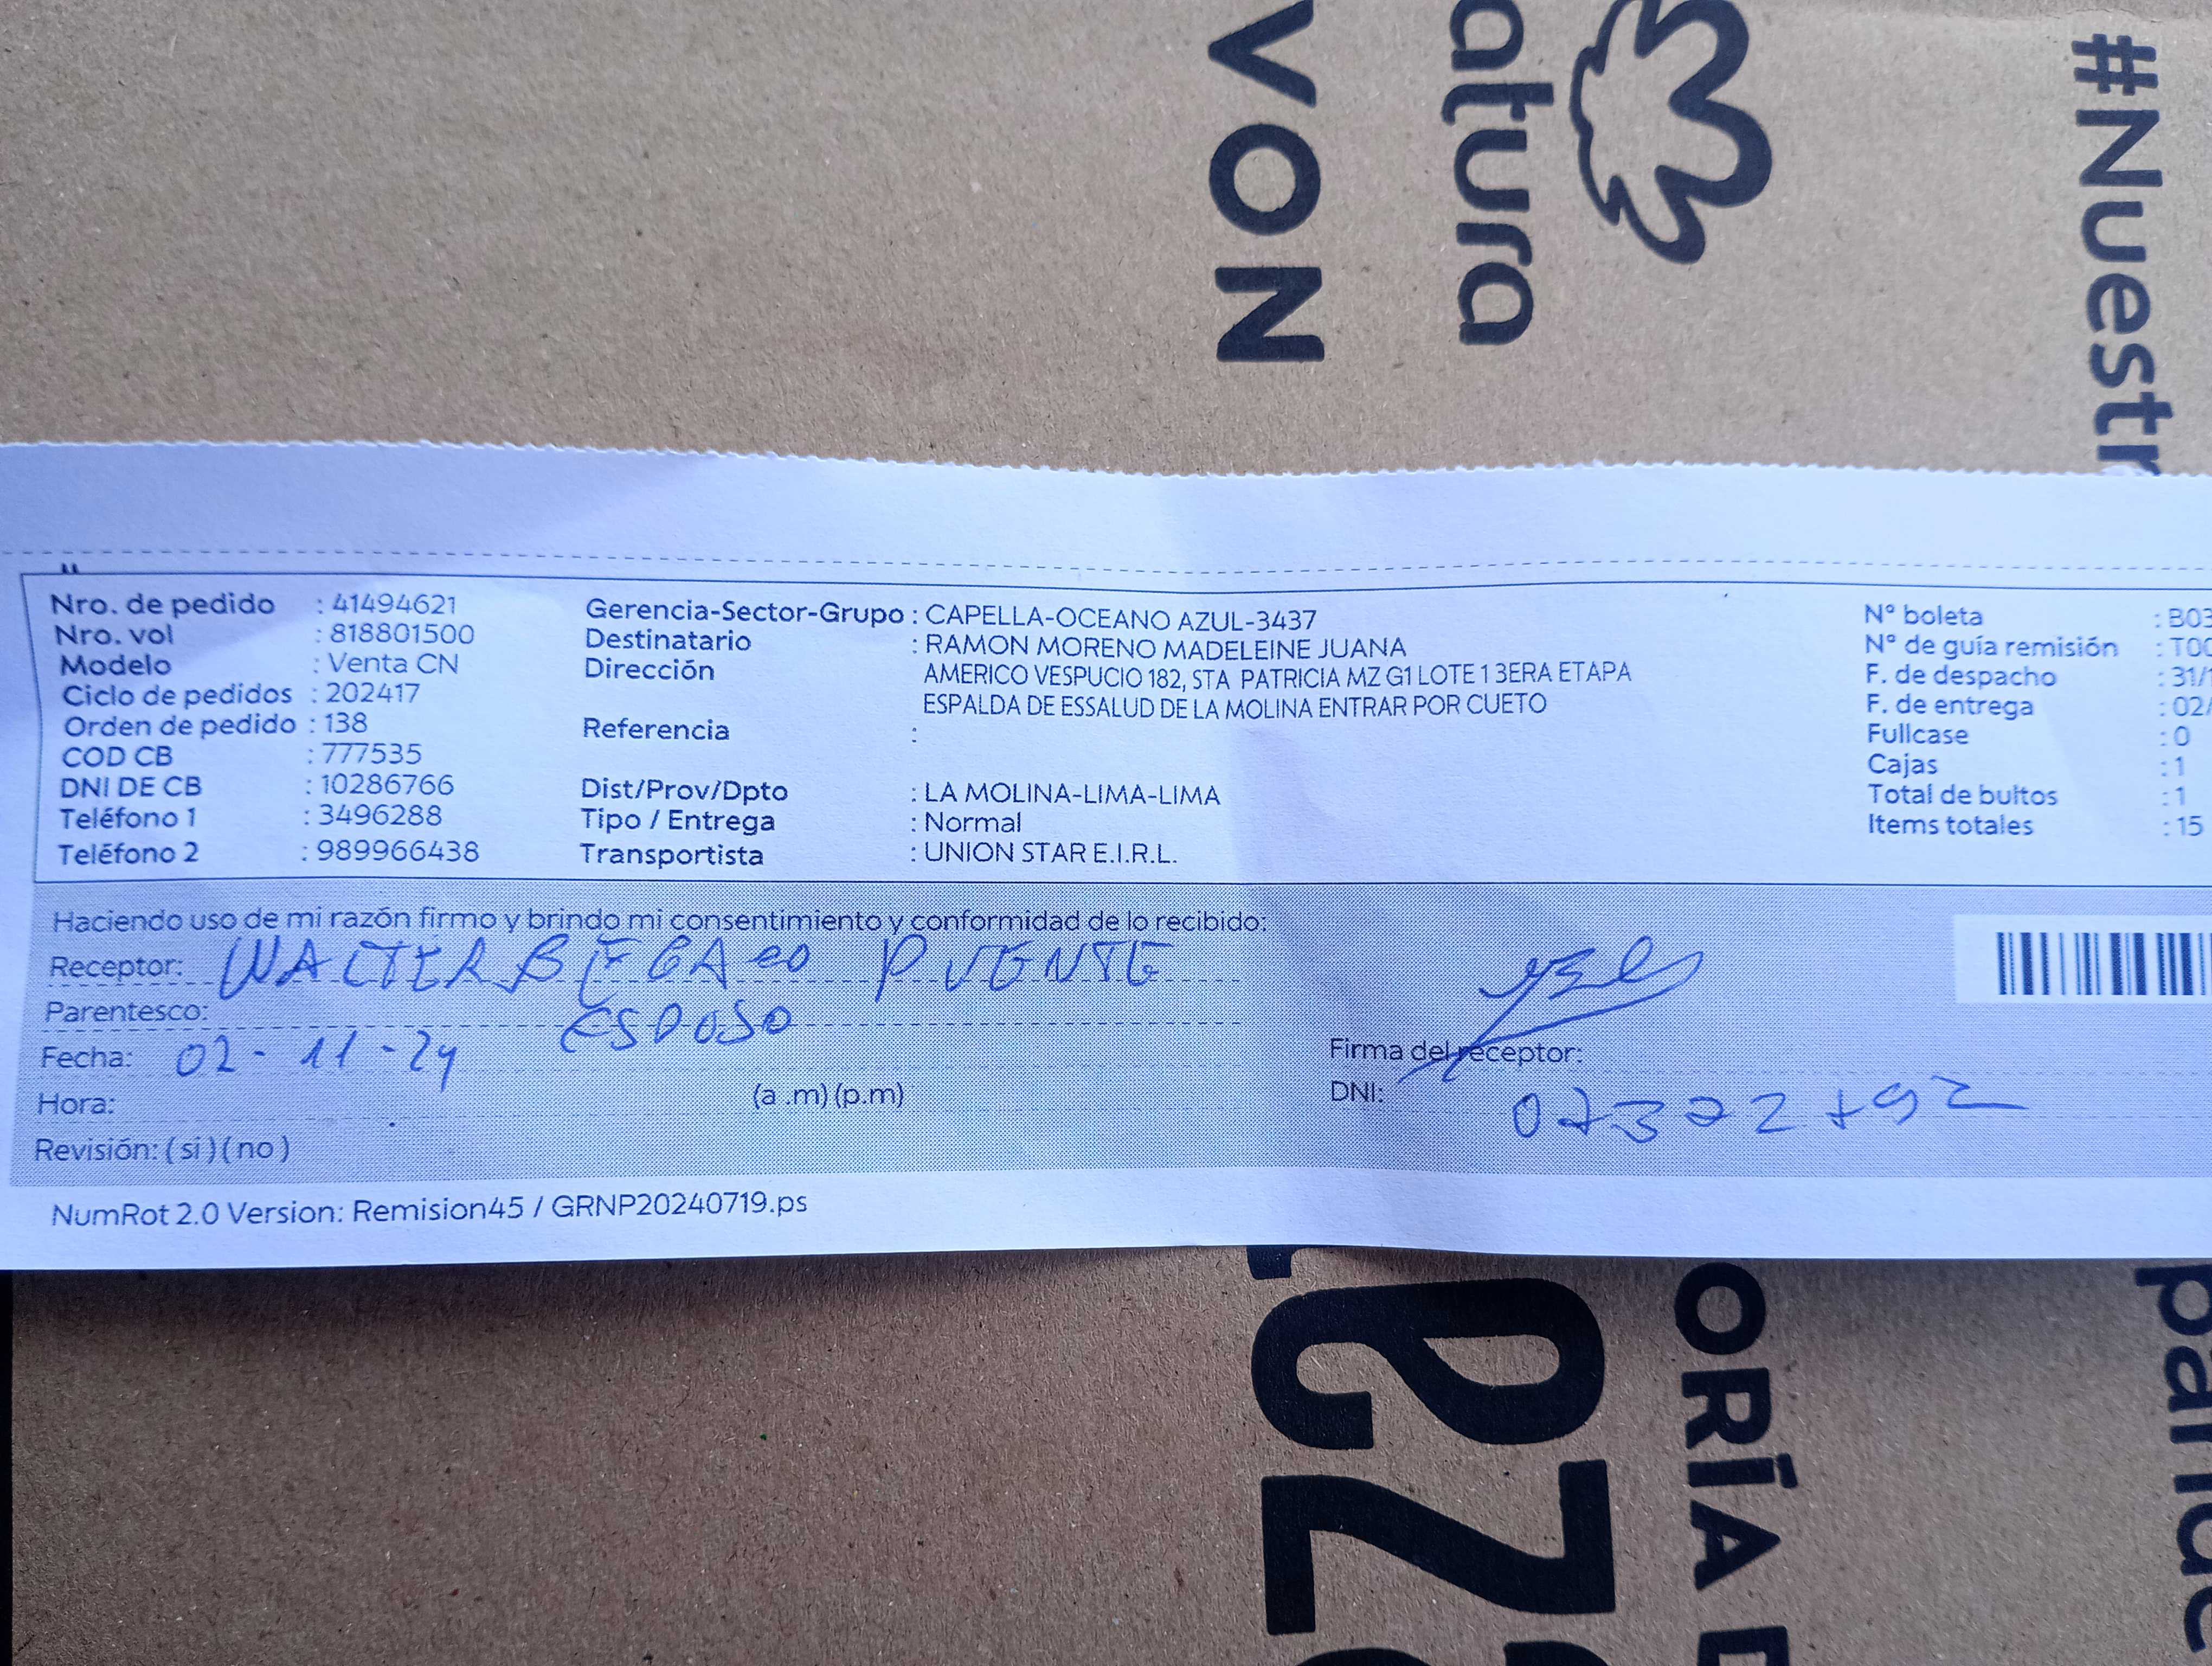 VON
atura
#Nuestr
Nro. de pedido : 41494621
Nro. vol : 818801500
Modelo : Venta CN
Ciclo de pedidos : 202417
Orden de pedido : 138
COD CB : 777535
DNI DE CB : 10286766
Teléfono 1 : 3496288
Teléfono 2 : 989966438
Gerencia-Sector-Grupo : CAPELLA-OCEANO AZUL-3437
Destinatario : RAMON MORENO MADELEINE JUANA
Dirección AMERICO VESPUCIO 182, STA PATRICIA MZ G1 LOTE 1 3ERA ETAPA
ESPALDA DE ESSALUD DE LA MOLINA ENTRAR POR CUETO
Referencia :
Dist/Prov/Dpto : LA MOLINA-LIMA-LIMA
Tipo / Entrega : Normal
Transportista : UNION STAR E.I.R.L.
N° boleta : B03
N° de guía remisión : T00
F. de despacho : 31/1
F. de entrega : 02/
Fullcase : 0
Cajas : 1
Total de bultos : 1
Items totales : 15
Haciendo uso de mi razón firmo y brindo mi consentimiento y conformidad de lo recibido:
Receptor: WALTER PUENTE
Parentesco: ESPOSO
Fecha: 02-11-24
Hora: (a .m) (p.m)
Revisión: ( si ) ( no )
Firma del receptor:
DNI:
NumRot 2.0 Version: Remision45 / GRNP20240719.ps
ORÍA